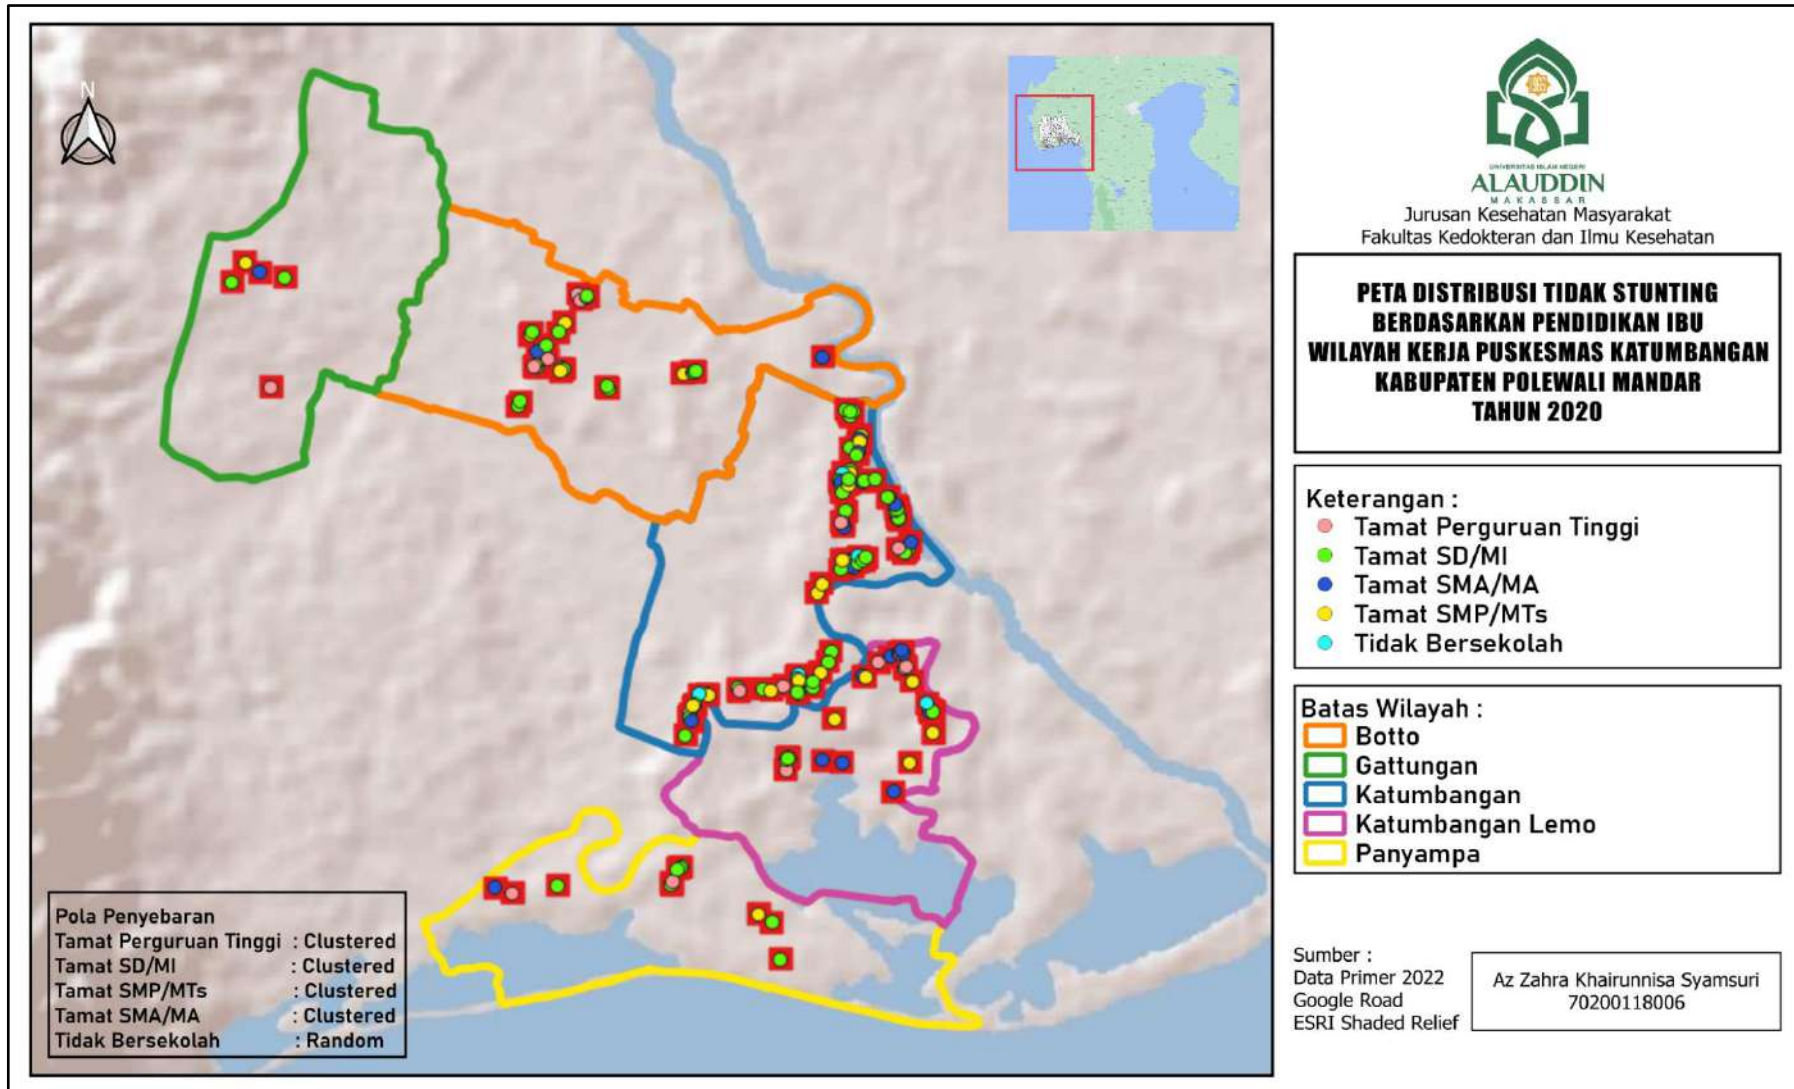 N
UNIVERSITAS ISLAM NEGERI
ALAUDDIN
MAKASSAR
Jurusan Kesehatan Masyarakat
Fakultas Kedokteran dan Ilmu Kesehatan
PETA DISTRIBUSI TIDAK STUNTING
BERDASARKAN PENDIDIKAN IBU
WILAYAH KERJA PUSKESMAS KATUMBANGAN
KABUPATEN POLEWALI MANDAR
TAHUN 2020
Keterangan :
Tamat Perguruan Tinggi
Tamat SD/MI
Tamat SMA/MA
Tamat SMP/MTs
Tidak Bersekolah
Batas Wilayah :
Botto
Gattungan
Katumbangan
Katumbangan Lemo
Panyampa
Pola Penyebaran
Tamat Perguruan Tinggi : Clustered
Tamat SD/MI : Clustered
Tamat SMP/MTs : Clustered
Tamat SMA/MA : Clustered
Tidak Bersekolah : Random
Sumber :
Data Primer 2022
Google Road
ESRI Shaded Relief
Az Zahra Khairunnisa Syamsuri
70200118006